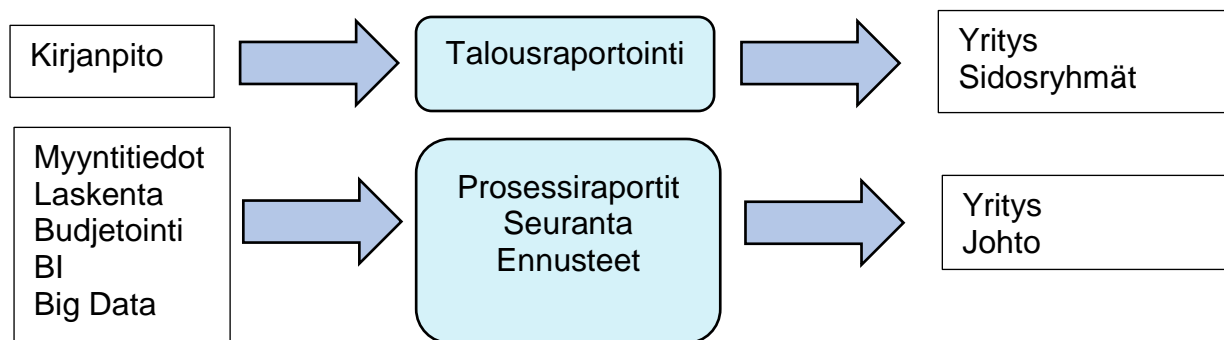 Kirjanpito
Talousraportointi
Yritys
Sidosryhmät
Myyntitiedot
Laskenta
Budjetointi
BI
Big Data
Prosessiraportit
Seuranta
Ennusteet
Yritys
Johto